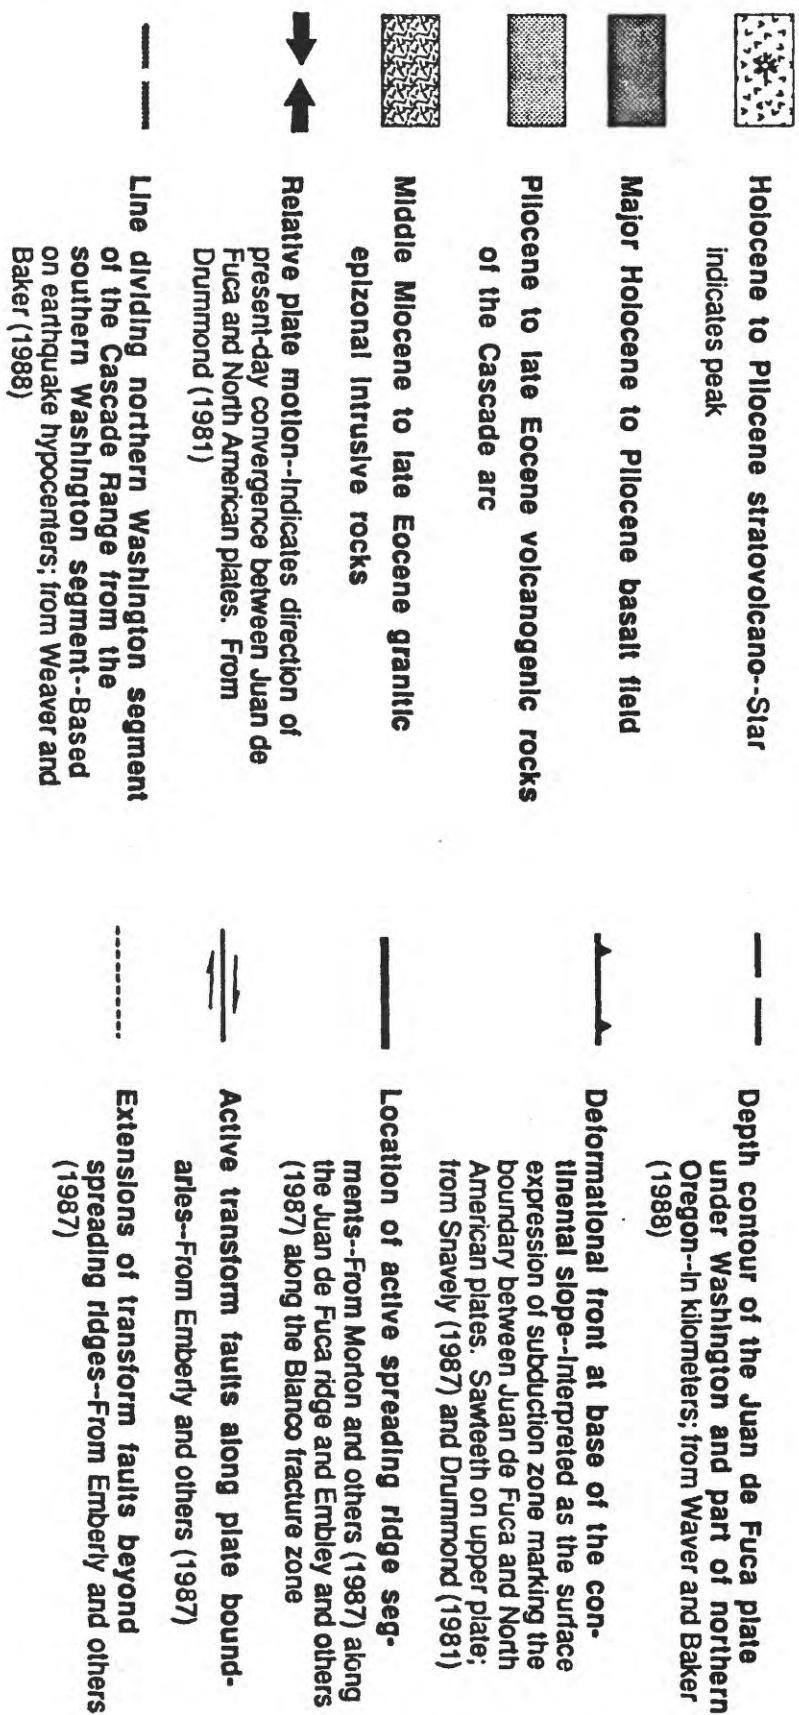 Holocene to Pliocene stratovolcano--Star
indicates peak
Major Holocene to Pliocene basalt field
Pliocene to late Eocene volcanogenic rocks
of the Cascade arc
Middle Miocene to late Eocene granitic
epizonal intrusive rocks
Relative plate motion--Indicates direction of
present-day convergence between Juan de
Fuca and North American plates. From
Drummond (1981)
Line dividing northern Washington segment
of the Cascade Range from the
southern Washington segment--Based
on earthquake hypocenters; from Weaver and
Baker (1988)
Depth contour of the Juan de Fuca plate
under Washington and part of northern
Oregon--In kilometers; from Waver and Baker
(1988)
Deformational front at base of the con-
tinental slope--Interpreted as the surface
expression of subduction zone marking the
boundary between Juan de Fuca and North
American plates. Sawteeth on upper plate;
from Snavely (1987) and Drummond (1981)
Location of active spreading ridge seg-
ments--From Morton and others (1987) along
the Juan de Fuca ridge and Embley and others
(1987) along the Blanco fracture zone
Active transform faults along plate bound-
aries--From Emberly and others (1987)
Extensions of transform faults beyond
spreading ridges--From Emberly and others
(1987)